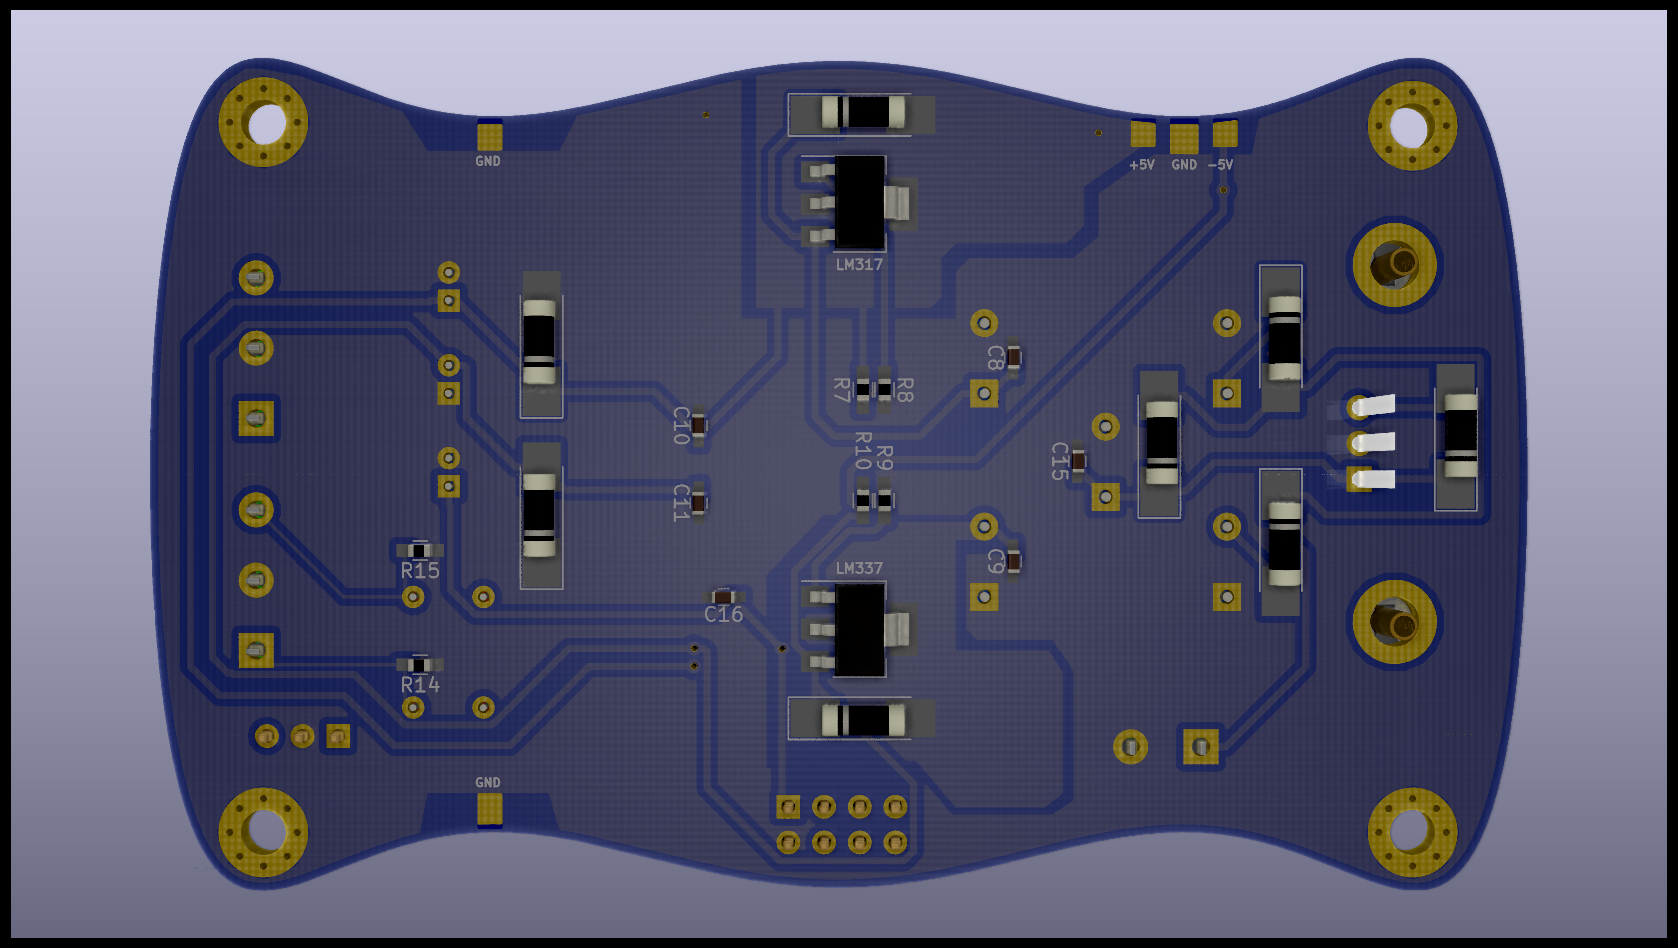 GND
+5V GND -5V
LM317
C8
R7 R8
C10
R10 R9
C15
C11
C9
LM337
R15
C16
R14
GND